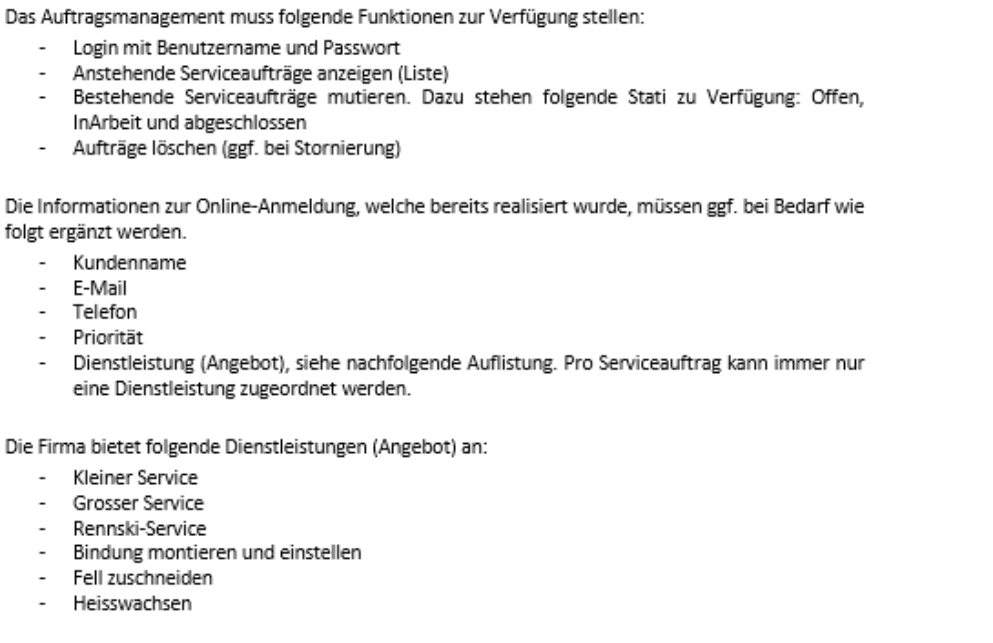 Das Auftragsmanagement muss folgende Funktionen zur Verfügung stellen:
- Login mit Benutzername und Passwort
- Anstehende Serviceaufträge anzeigen (Liste)
- Bestehende Serviceaufträge mutieren. Dazu stehen folgende Stati zu Verfügung: Offen,
InArbeit und abgeschlossen
- Aufträge löschen (ggf. bei Stornierung)
Die Informationen zur Online-Anmeldung, welche bereits realisiert wurde, müssen ggf. bei Bedarf wie
folgt ergänzt werden.
- Kundenname
- E-Mail
- Telefon
- Priorität
- Dienstleistung (Angebot), siehe nachfolgende Auflistung. Pro Serviceauftrag kann immer nur
eine Dienstleistung zugeordnet werden.
Die Firma bietet folgende Dienstleistungen (Angebot) an:
- Kleiner Service
- Grosser Service
- Rennski-Service
- Bindung montieren und einstellen
- Fell zuschneiden
- Heisswachsen